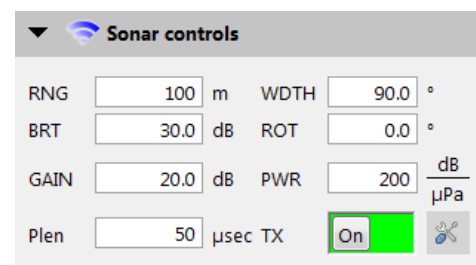 Sonar controls
RNG 100 m WDTH 90.0 °
BRT 30.0 dB ROT 0.0 °
GAIN 20.0 dB PWR 200 dB
µPa
Plen 50 µsec TX On